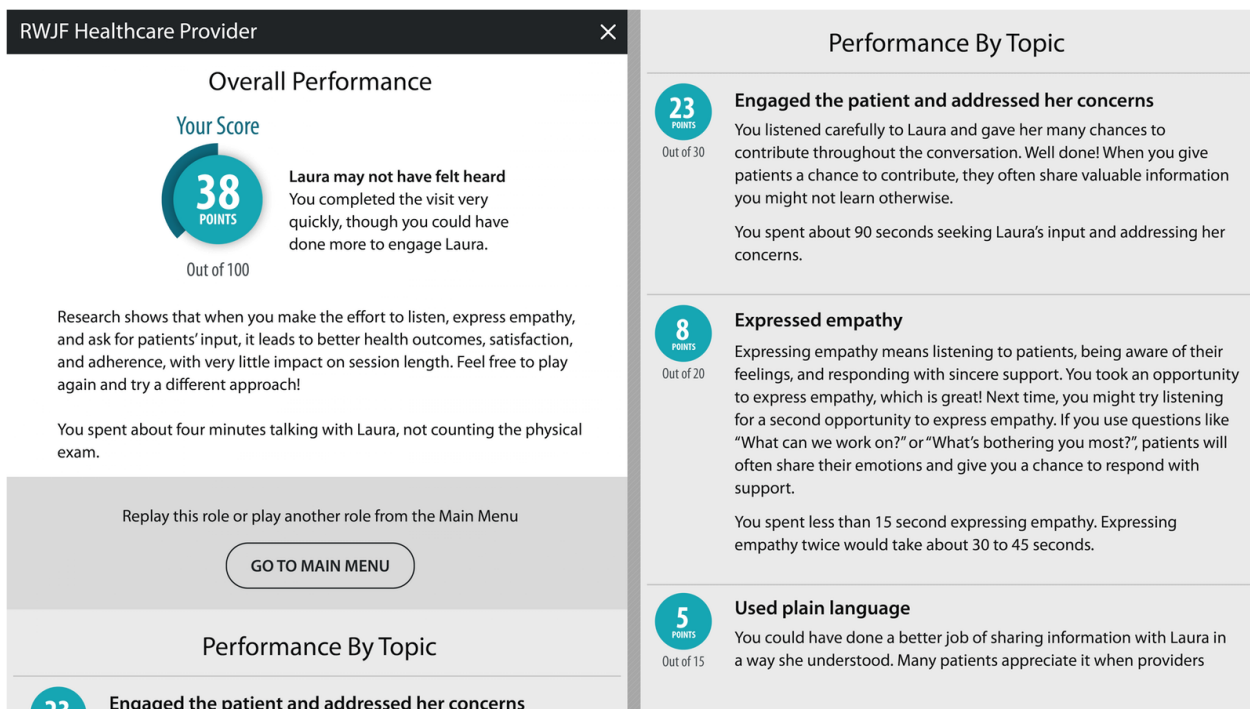 RWJF Healthcare Provider
Overall Performance
Your Score
38
POINTS
Out of 100
Laura may not have felt heard
You completed the visit very
quickly, though you could have
done more to engage Laura.
Research shows that when you make the effort to listen, express empathy,
and ask for patients' input, it leads to better health outcomes, satisfaction,
and adherence, with very little impact on session length. Feel free to play
again and try a different approach!
You spent about four minutes talking with Laura, not counting the physical
exam.
Replay this role or play another role from the Main Menu
GO TO MAIN MENU
Performance By Topic
23
Engaged the patient and addressed her concerns
Performance By Topic
23
POINTS
Out of 30
Engaged the patient and addressed her concerns
You listened carefully to Laura and gave her many chances to
contribute throughout the conversation. Well done! When you give
patients a chance to contribute, they often share valuable information
you might not learn otherwise.
You spent about 90 seconds seeking Laura's input and addressing her
concerns.
8
POINTS
Out of 20
Expressed empathy
Expressing empathy means listening to patients, being aware of their
feelings, and responding with sincere support. You took an opportunity
to express empathy, which is great! Next time, you might try listening
for a second opportunity to express empathy. If you use questions like
“What can we work on?” or “What's bothering you most?”, patients will
often share their emotions and give you a chance to respond with
support.
You spent less than 15 second expressing empathy. Expressing
empathy twice would take about 30 to 45 seconds.
5
POINTS
Out of 15
Used plain language
You could have done a better job of sharing information with Laura in
a way she understood. Many patients appreciate it when providers